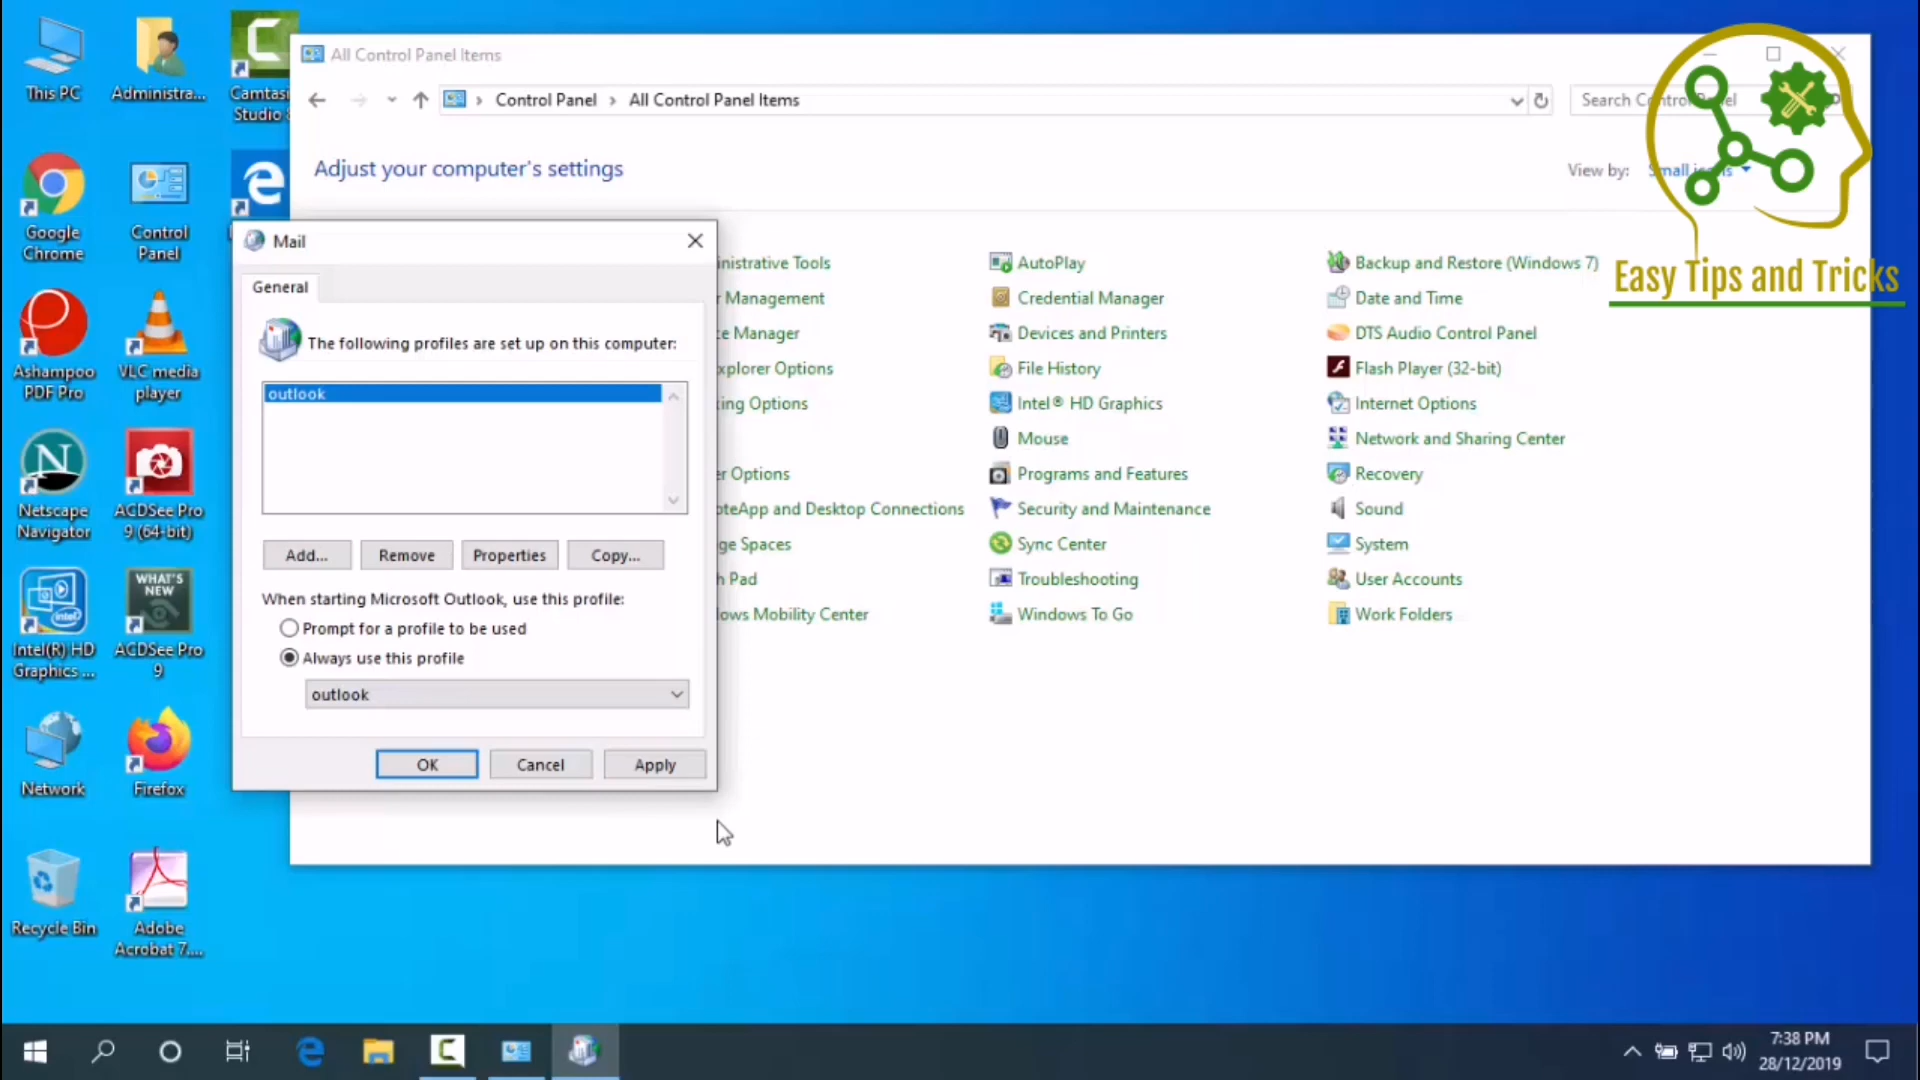 This PC
Administra...
Camtasi
Studio 8
Google
Chrome
Control
Panel
Ashampoo
PDF Pro
VLC media
player
Netscape
Navigator
ACDSee Pro
9 (64-bit)
WHAT'S
NEW
Intel(R) HD
Graphics ...
ACDSee Pro
9
Network
Firefox
Recycle Bin
Adobe
Acrobat 7....
All Control Panel Items
Control Panel > All Control Panel Items
Search Control Panel
Adjust your computer's settings
View by: Small icons
Easy Tips and Tricks
inistrative Tools
AutoPlay
Backup and Restore (Windows 7)
r Management
Credential Manager
Date and Time
ce Manager
Devices and Printers
DTS Audio Control Panel
xplorer Options
File History
Flash Player (32-bit)
ing Options
Intel® HD Graphics
Internet Options
Mouse
Network and Sharing Center
er Options
Programs and Features
Recovery
oteApp and Desktop Connections
Security and Maintenance
Sound
ge Spaces
Sync Center
System
h Pad
Troubleshooting
User Accounts
ows Mobility Center
Windows To Go
Work Folders
Mail
General
The following profiles are set up on this computer:
outlook
Add...
Remove
Properties
Copy...
When starting Microsoft Outlook, use this profile:
Prompt for a profile to be used
Always use this profile
outlook
OK
Cancel
Apply
7:38 PM
28/12/2019